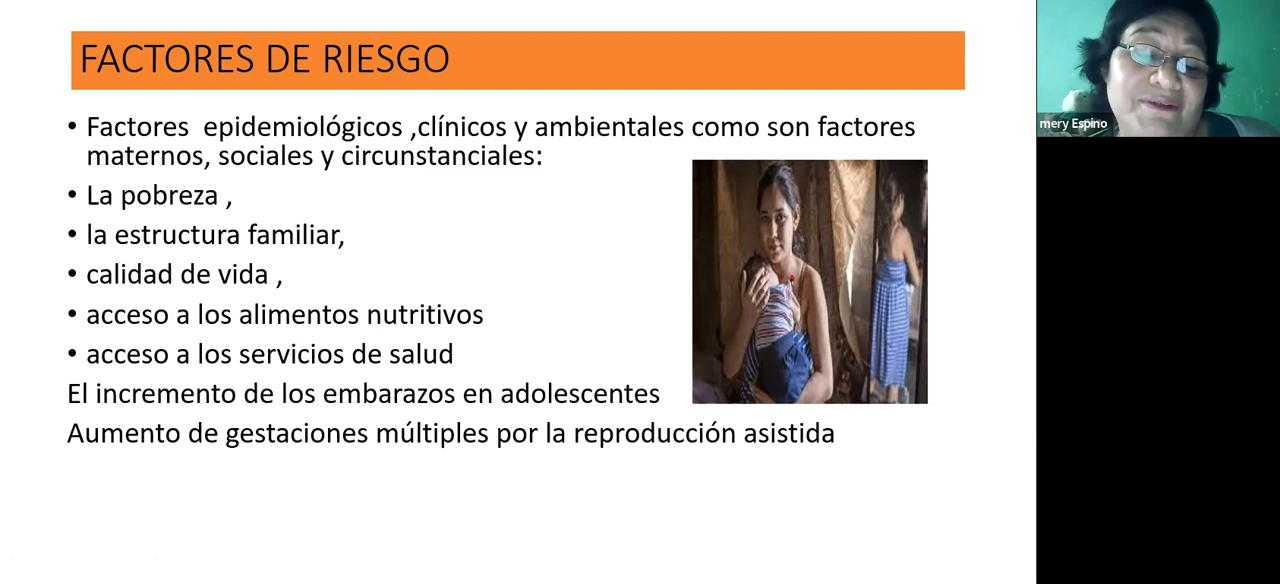 FACTORES DE RIESGO
• Factores  epidemiológicos ,clínicos y ambientales como son factores
maternos, sociales y circunstanciales:
• La pobreza ,
• la estructura familiar,
• calidad de vida ,
• acceso a los alimentos nutritivos
• acceso a los servicios de salud
El incremento de los embarazos en adolescentes
Aumento de gestaciones múltiples por la reproducción asistida
mery Espino